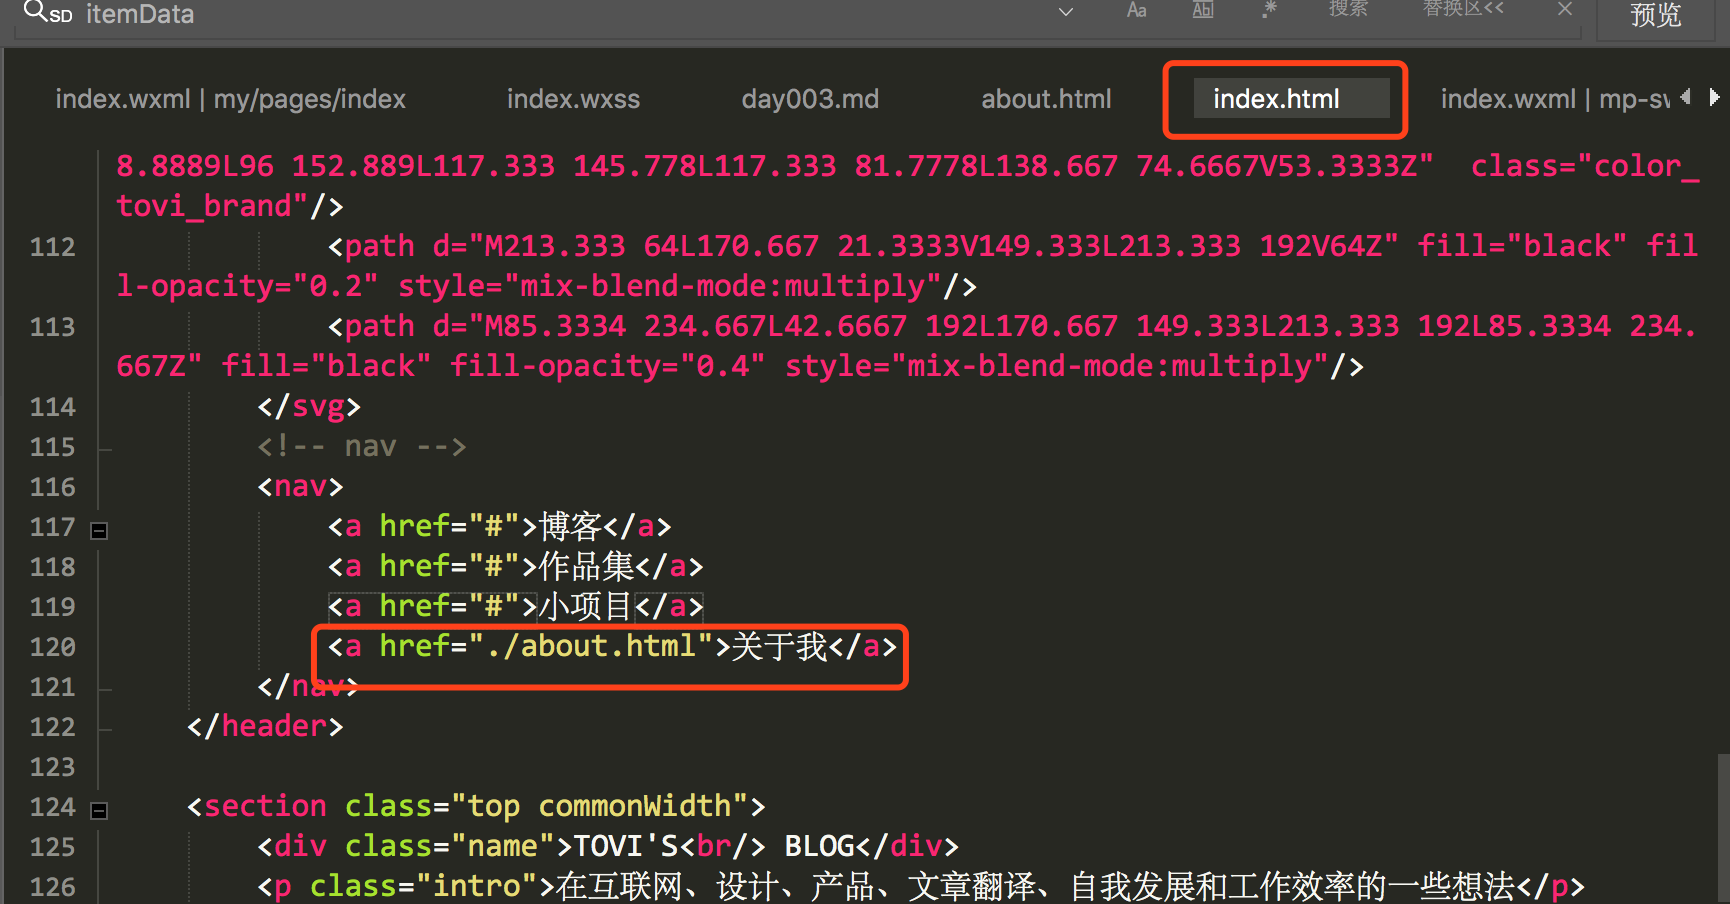 SD itemData Aa Ab .* 搜索 替换区<< × 预览
index.wxml | my/pages/index index.wxss day003.md about.html index.html index.wxml | mp-sw
8.8889L96 152.889L117.333 145.778L117.333 81.7778L138.667 74.6667V53.3333Z"  class="color_
tovi_brand"/>
112 <path d="M213.333 64L170.667 21.3333V149.333L213.333 192V64Z" fill="black" fil
l-opacity="0.2" style="mix-blend-mode:multiply"/>
113 <path d="M85.3334 234.667L42.6667 192L170.667 149.333L213.333 192L85.3334 234.
667Z" fill="black" fill-opacity="0.4" style="mix-blend-mode:multiply"/>
114 </svg>
115 <!-- nav -->
116 <nav>
117 <a href="#">博客</a>
118 <a href="#">作品集</a>
119 <a href="#">小项目</a>
120 <a href="./about.html">关于我</a>
121 </nav>
122 </header>
123
124 <section class="top commonWidth">
125 <div class="name">TOVI'S<br/> BLOG</div>
126 <p class="intro">在互联网、设计、产品、文章翻译、自我发展和工作效率的一些想法</p>